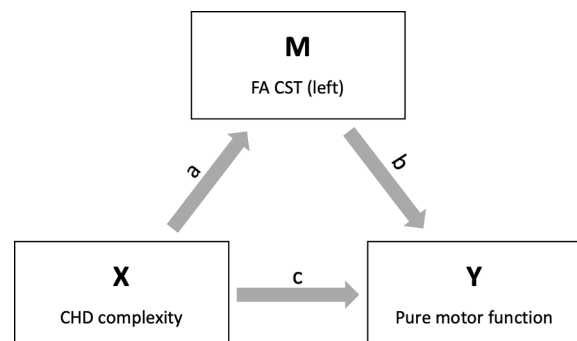 M
FA CST (left)
a
b
X
CHD complexity
c
Y
Pure motor function